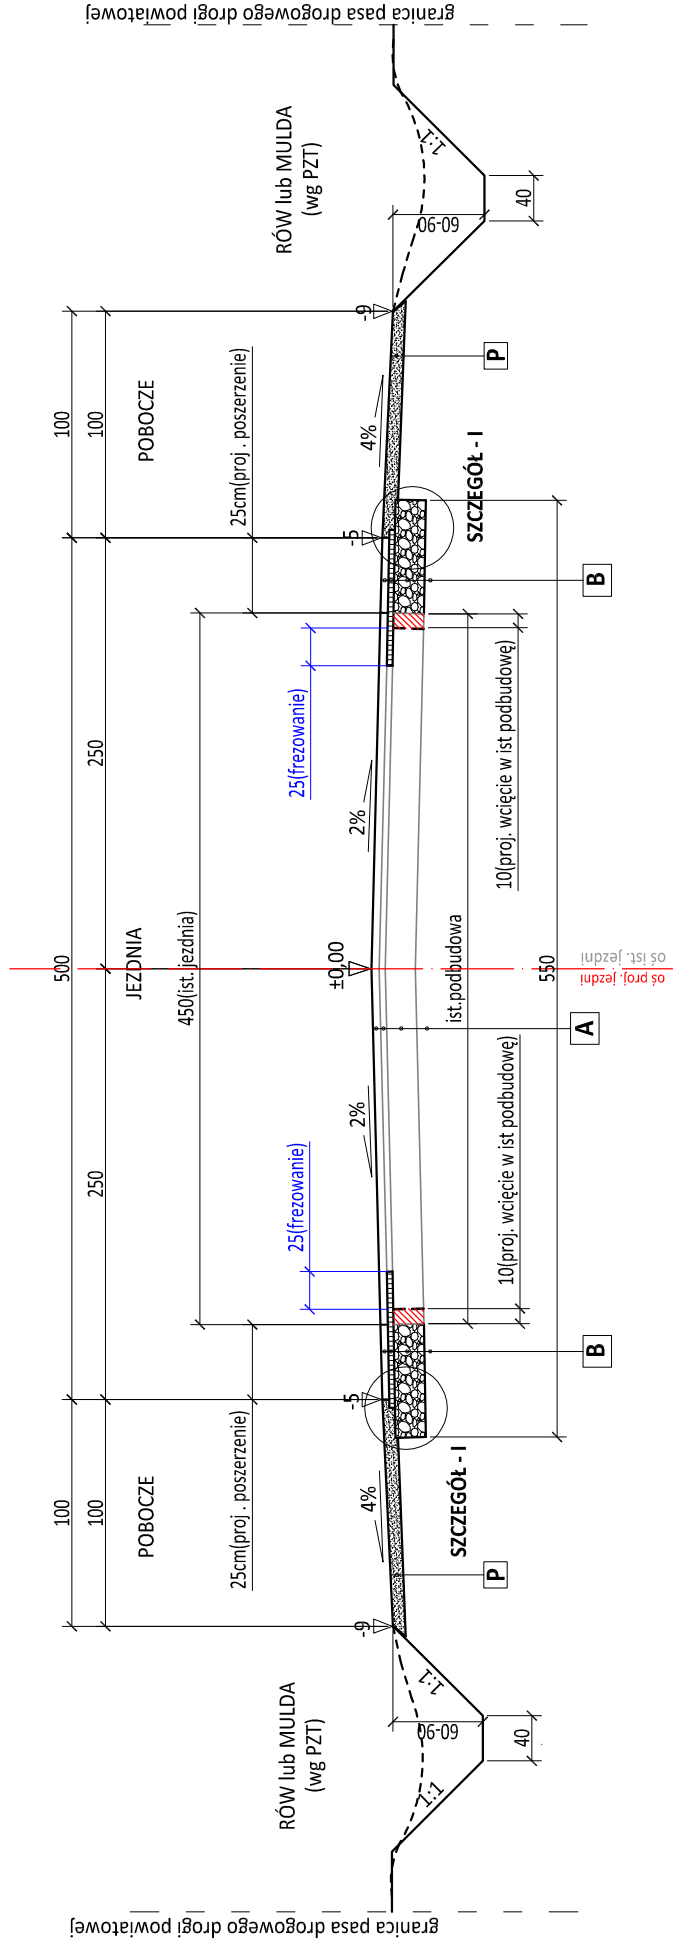 granica pasa drogowego drogi powiatowej
granica pasa drogowego drogi powiatowej
100
500
100
100
250
250
100
POBOCZE
JEZDNIA
POBOCZE
450(ist. jezdnia)
25cm(proj . poszerzenie)
25cm(proj . poszerzenie)
RÓW lub MULDA
(wg PZT)
RÓW lub MULDA
(wg PZT)
25(frezowanie)
25(frezowanie)
±0,00
-9
-5
-5
-9
4%
2%
2%
4%
1:1
1:1
1:1
60-90
60-90
40
40
ist.podbudowa
SZCZEGÓŁ - I
SZCZEGÓŁ - I
P
P
10(proj. wcięcie w ist podbudowę)
10(proj. wcięcie w ist podbudowę)
550
B
A
B
oś ist. jezdni
oś proj. jezdni